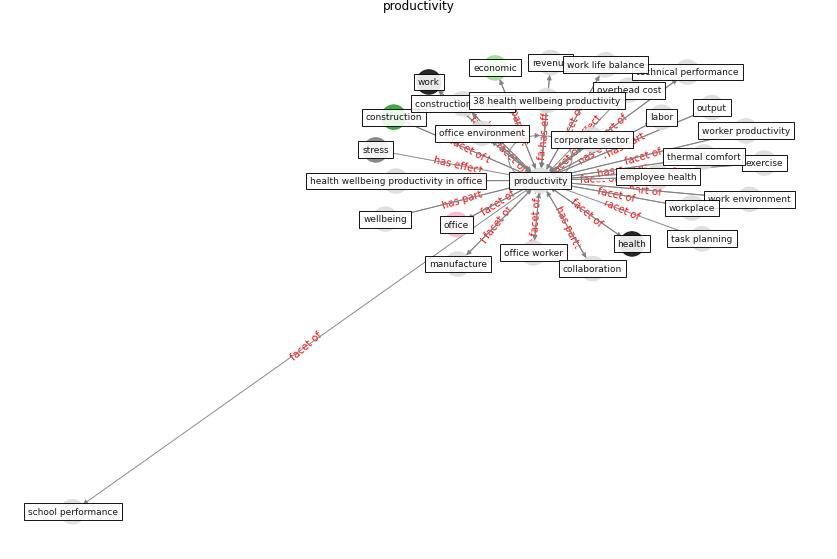 productivity
economic
revenu
work life balance
technical performance
work
overhead cost
construction
38 health wellbeing productivity
construction
labor
output
office environment
corporate sector
worker productivity
stress
thermal comfort
exercise
has effect
facet of
health wellbeing productivity in office
productivity
employee health
has part
facet of
facet of
work environment
wellbeing
office
facet of
facet of
has part
facet of
facet of
workplace
manufacture
office worker
collaboration
health
task planning
facet of
school performance